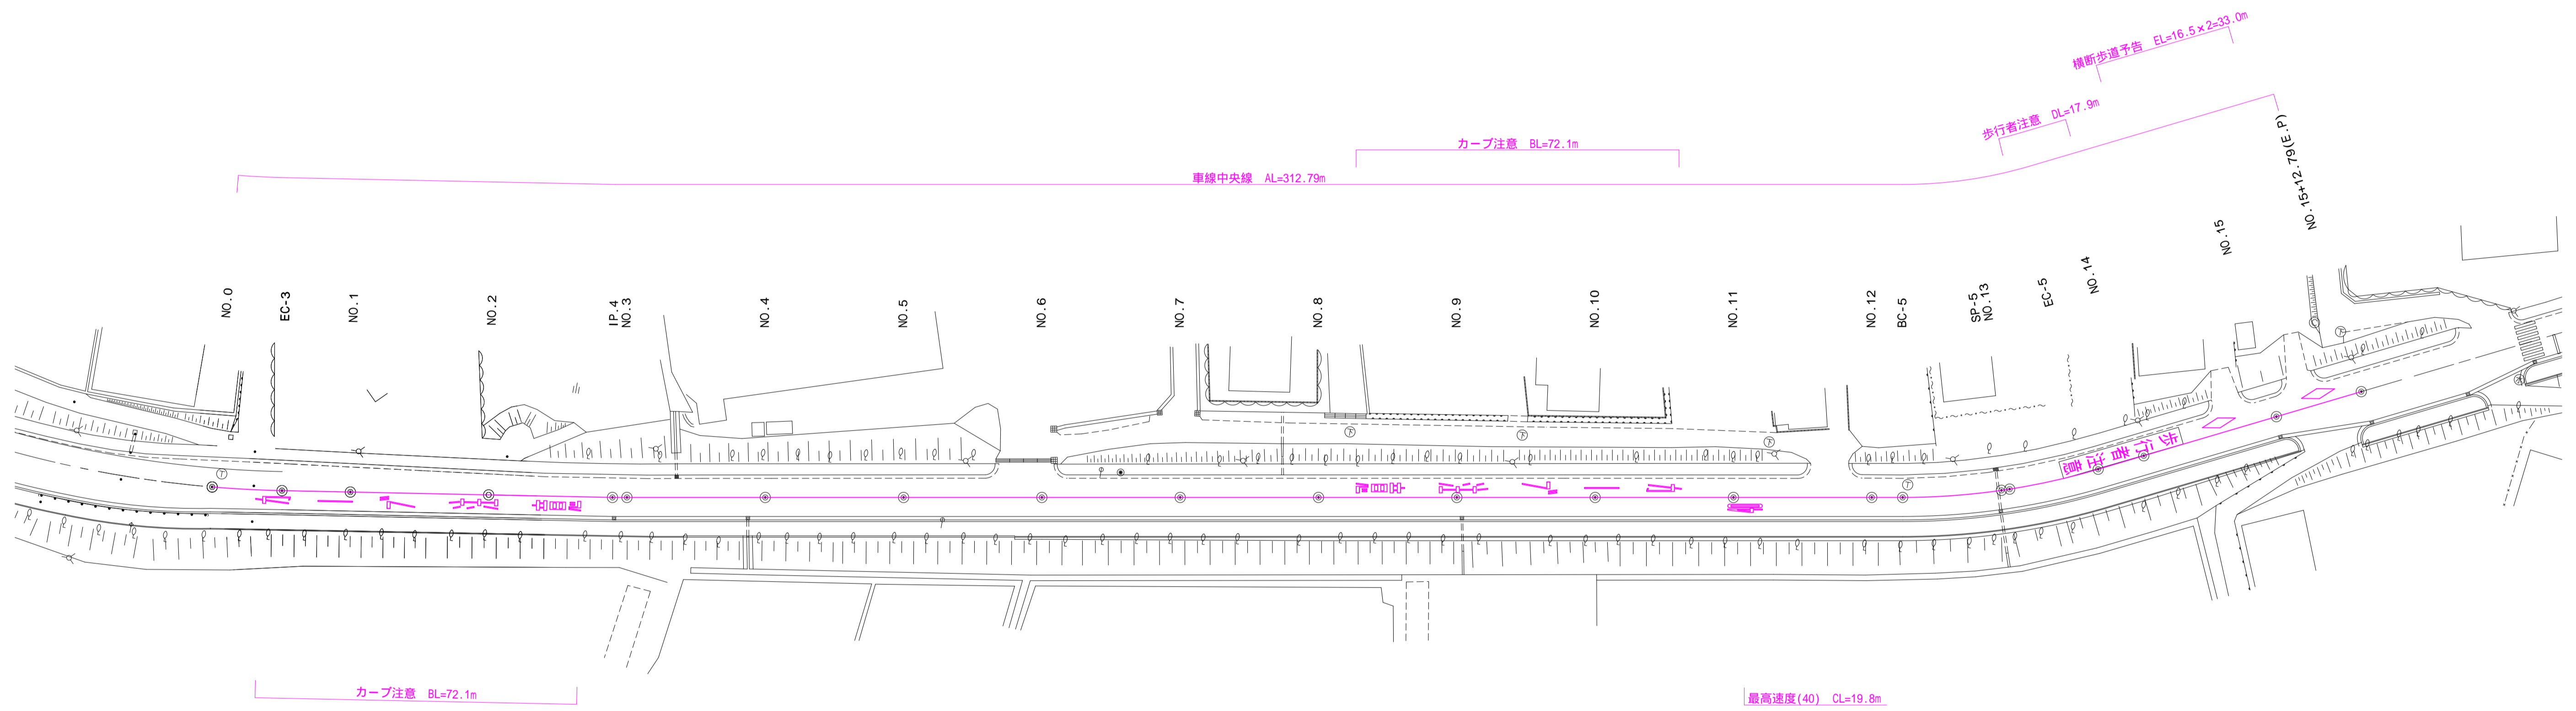 横断歩道予告 EL=16.5×2=33.0m
歩行者注意 DL=17.9m
カーブ注意 BL=72.1m
車線中央線 AL=312.79m
NO.0
EC-3
NO.1
NO.2
IP.4
NO.3
NO.4
NO.5
NO.6
NO.7
NO.8
NO.9
NO.10
NO.11
NO.12
BC-5
SP-5
NO.13
EC-5
NO.14
NO.15
NO.15+12.79(E.P)
歩行者注意
カーブ注意 BL=72.1m
最高速度(40) CL=19.8m